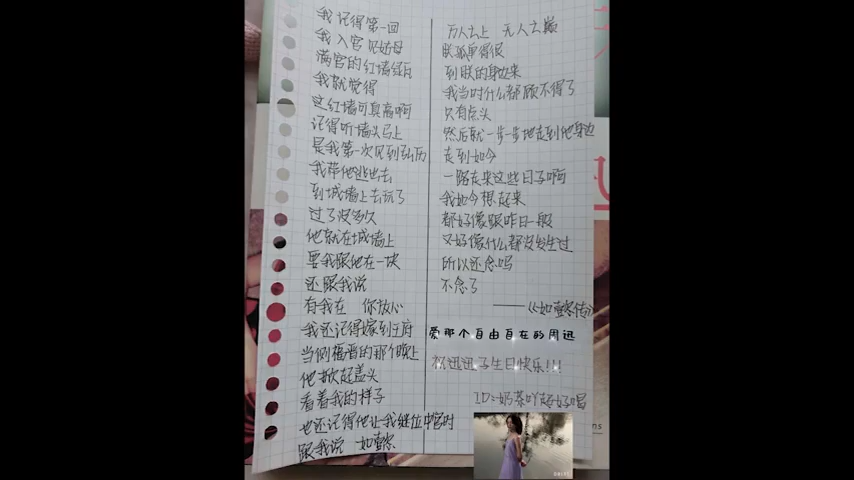 我记得第一回
我入宫见姑母
满宫的红墙绿瓦
我就觉得
这红墙可真高啊
记得听墙头马上
是我第一次见到弘历
我带他逃出去
到城墙上去玩了
过了没多久
他就在城墙上
要我跟他在一块
还跟我说
有我在 你放心
我还记得嫁到王府
当侧福晋的那个晚上
他掀起盖头
看着我的样子
也还记得他让我继位中宫时
跟我说 如懿
万人之上 无人之巅
朕孤单得很
到朕的身边来
我当时什么都顾不得了
只有点头
然后就一步一步地走到他身边
走到如今
一路走来这些日子啊
我如今想起来
都好像跟昨日一般
又好像什么都没发生过
所以还念吗
不念了
——《如懿传》
爱那个自由自在的周迅
祝迅迅子生日快乐!!!
ID:奶茶吖超好喝